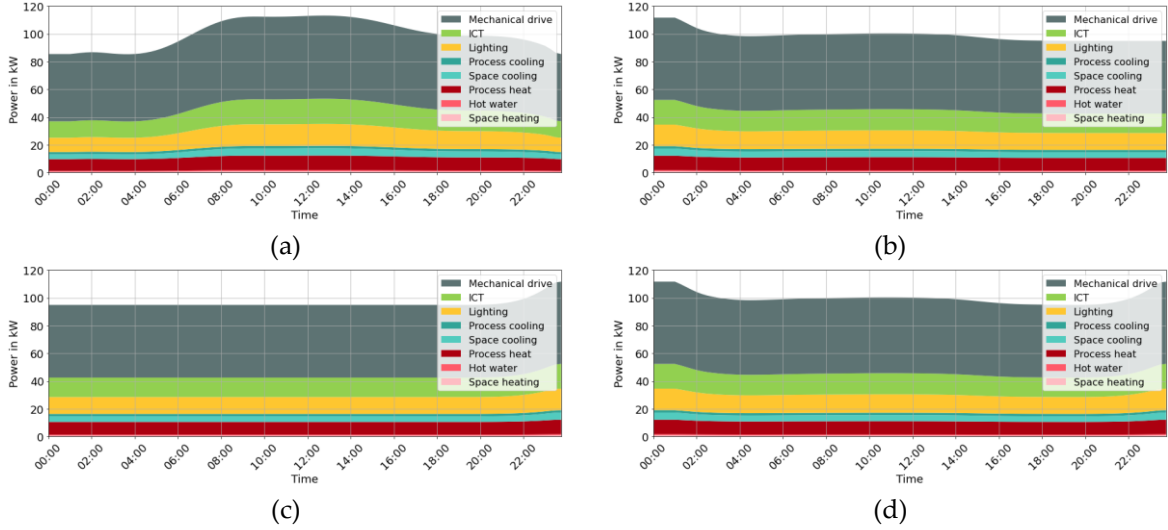 120
100
80
60
40
20
0
Power in kW
Mechanical drive
ICT
Lighting
Process cooling
Space cooling
Process heat
Hot water
Space heating
00:00 02:00 04:00 06:00 08:00 10:00 12:00 14:00 16:00 18:00 20:00 22:00
Time
(a)
120
100
80
60
40
20
0
Power in kW
Mechanical drive
ICT
Lighting
Process cooling
Space cooling
Process heat
Hot water
Space heating
00:00 02:00 04:00 06:00 08:00 10:00 12:00 14:00 16:00 18:00 20:00 22:00
Time
(b)
120
100
80
60
40
20
0
Power in kW
Mechanical drive
ICT
Lighting
Process cooling
Space cooling
Process heat
Hot water
Space heating
00:00 02:00 04:00 06:00 08:00 10:00 12:00 14:00 16:00 18:00 20:00 22:00
Time
(c)
120
100
80
60
40
20
0
Power in kW
Mechanical drive
ICT
Lighting
Process cooling
Space cooling
Process heat
Hot water
Space heating
00:00 02:00 04:00 06:00 08:00 10:00 12:00 14:00 16:00 18:00 20:00 22:00
Time
(d)